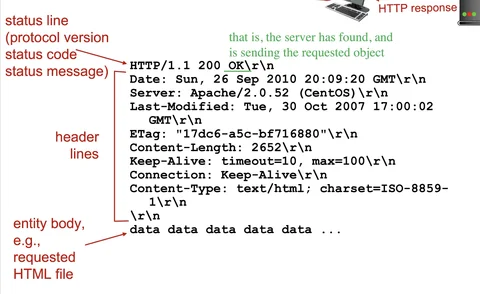 HTTP response
status line
(protocol version
status code
status message)
that is, the server has found, and
is sending the requested object
HTTP/1.1 200 OK\r\n
Date: Sun, 26 Sep 2010 20:09:20 GMT\r\n
Server: Apache/2.0.52 (CentOS)\r\n
Last-Modified: Tue, 30 Oct 2007 17:00:02
GMT\r\n
ETag: "17dc6-a5c-bf716880"\r\n
Content-Length: 2652\r\n
Keep-Alive: timeout=10, max=100\r\n
Connection: Keep-Alive\r\n
Content-Type: text/html; charset=ISO-8859-
1\r\n
\r\n
data data data data data ...
header
lines
entity body,
e.g.,
requested
HTML file